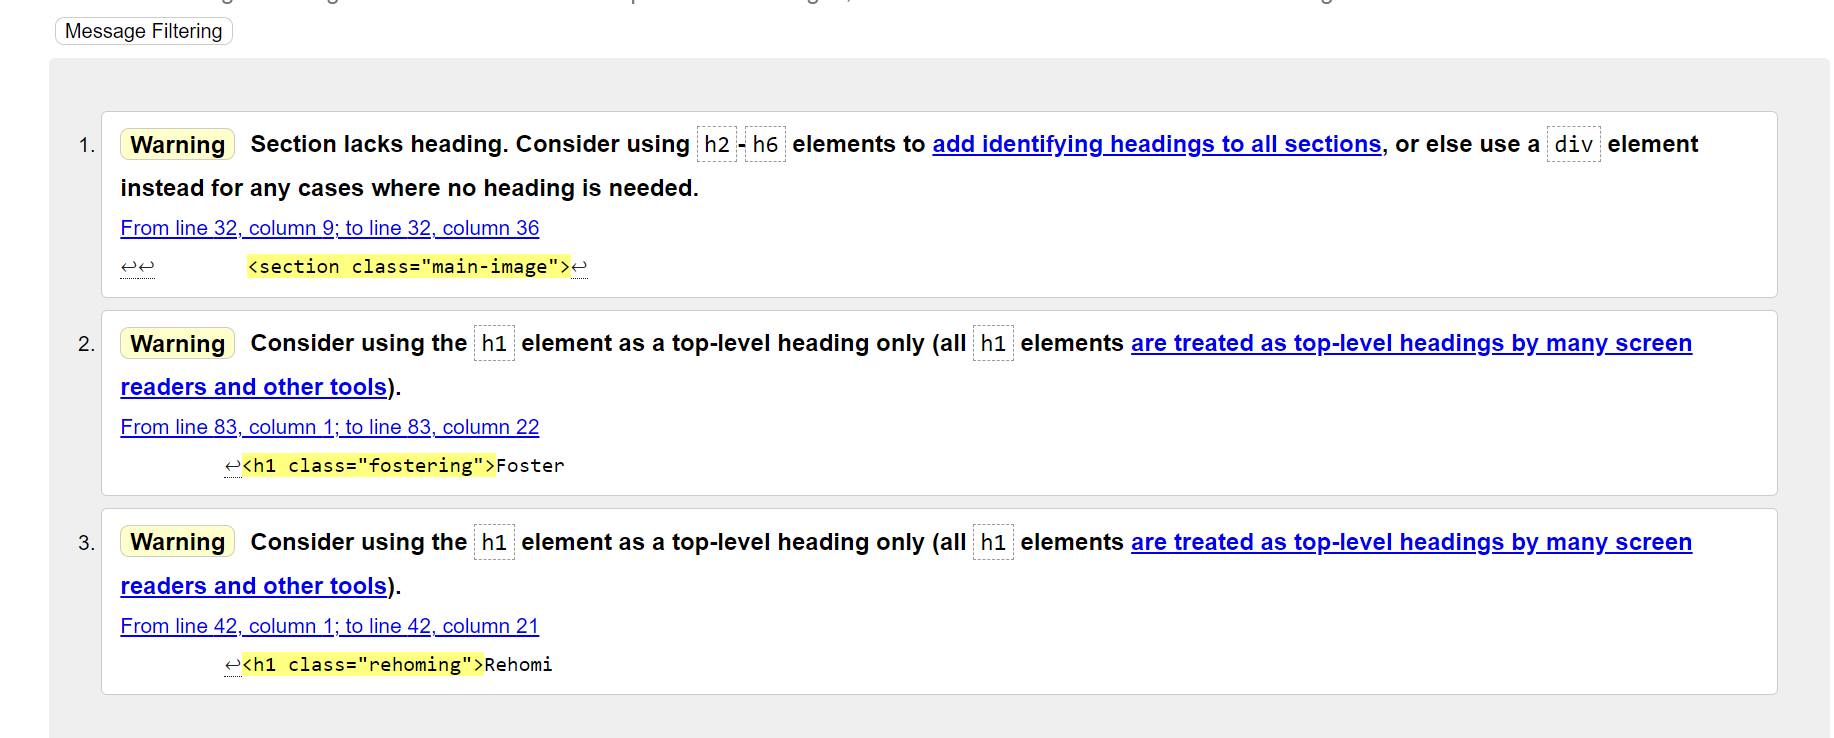 Message Filtering
1. Warning Section lacks heading. Consider using h2-h6 elements to add identifying headings to all sections, or else use a div element
instead for any cases where no heading is needed.
From line 32, column 9; to line 32, column 36
↩↩ <section class="main-image">↩
2. Warning Consider using the h1 element as a top-level heading only (all h1 elements are treated as top-level headings by many screen
readers and other tools).
From line 83, column 1; to line 83, column 22
↩<h1 class="fostering">Foster
3. Warning Consider using the h1 element as a top-level heading only (all h1 elements are treated as top-level headings by many screen
readers and other tools).
From line 42, column 1; to line 42, column 21
↩<h1 class="rehoming">Rehomi